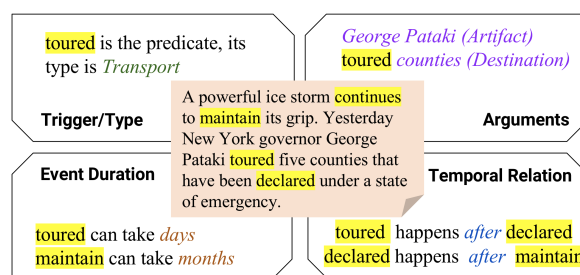 toured is the predicate, its
type is Transport
Trigger/Type
George Pataki (Artifact)
toured counties (Destination)
Arguments
A powerful ice storm continues
to maintain its grip. Yesterday
New York governor George
Pataki toured five counties that
have been declared under a state
of emergency.
Event Duration
toured can take days
maintain can take months
Temporal Relation
toured happens after declared
declared happens after maintain